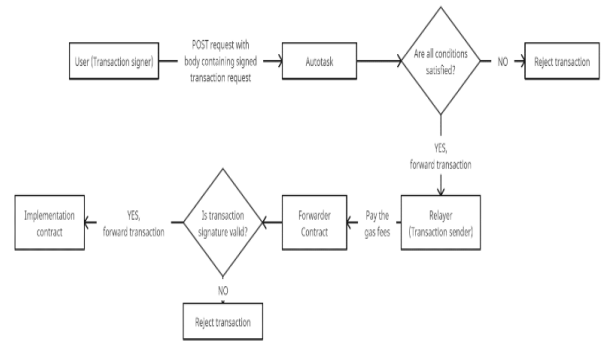 User (Transaction signer)
POST request with
body containing signed
transaction request
Autotask
Are all conditions
satisfied?
NO
Reject transaction
YES,
forward transaction
Relayer
(Transaction sender)
Pay the
gas fees
Forwarder
Contract
Is transaction
signature valid?
YES,
forward transaction
Implementation
contract
NO
Reject transaction